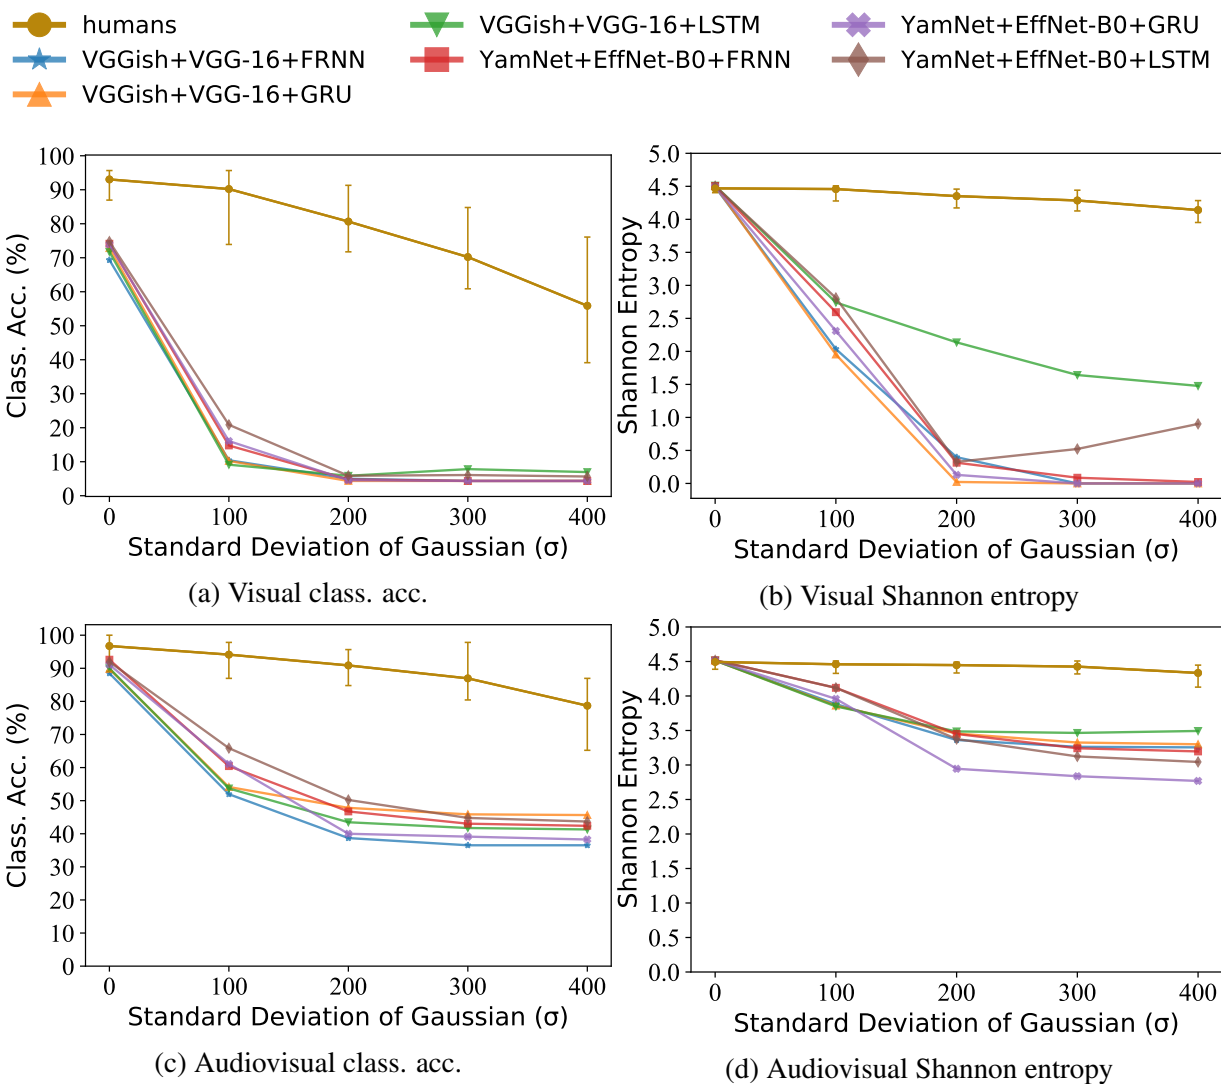 humans
VGGish+VGG-16+FRNN
VGGish+VGG-16+GRU
VGGish+VGG-16+LSTM
YamNet+EffNet-B0+FRNN
YamNet+EffNet-B0+GRU
YamNet+EffNet-B0+LSTM
Class. Acc. (%)
100
90
80
70
60
50
40
30
20
10
0
0 100 200 300 400
Standard Deviation of Gaussian (σ)
(a) Visual class. acc.
Shannon Entropy
5.0
4.5
4.0
3.5
3.0
2.5
2.0
1.5
1.0
0.5
0.0
0 100 200 300 400
Standard Deviation of Gaussian (σ)
(b) Visual Shannon entropy
Class. Acc. (%)
100
90
80
70
60
50
40
30
20
10
0
0 100 200 300 400
Standard Deviation of Gaussian (σ)
(c) Audiovisual class. acc.
Shannon Entropy
5.0
4.5
4.0
3.5
3.0
2.5
2.0
1.5
1.0
0.5
0.0
0 100 200 300 400
Standard Deviation of Gaussian (σ)
(d) Audiovisual Shannon entropy